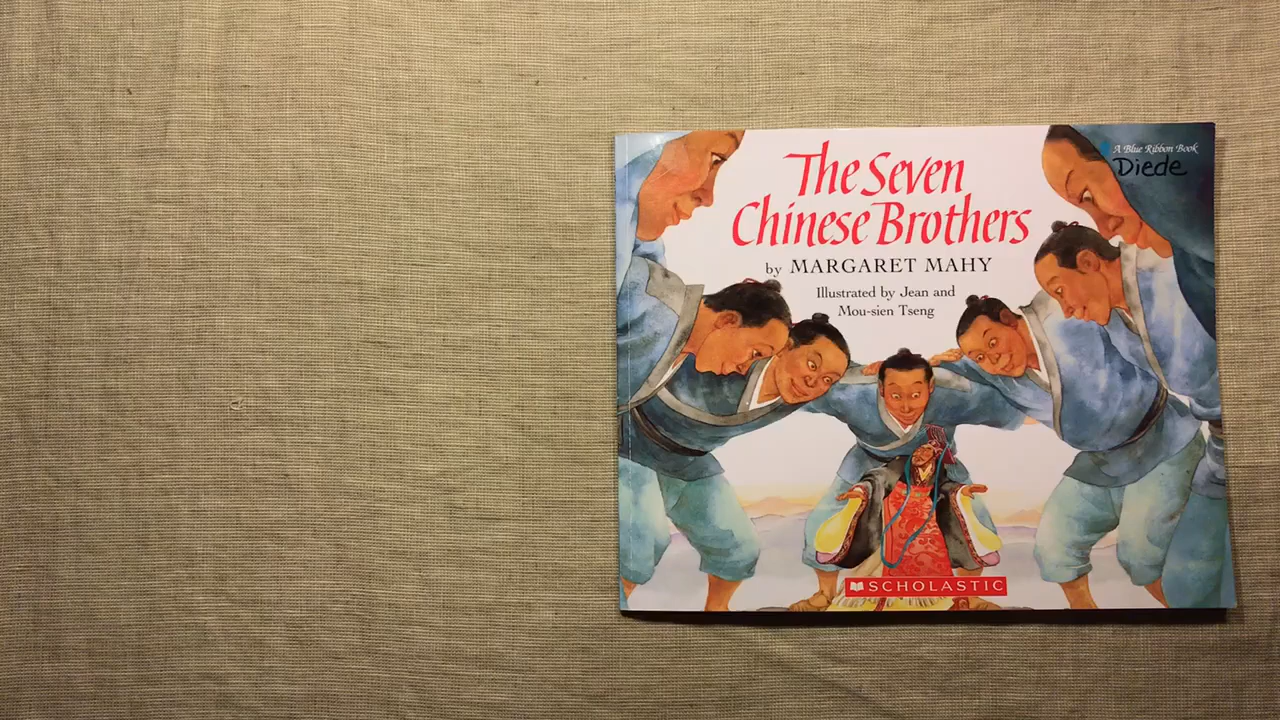 A Blue Ribbon Book
Diede
The Seven
Chinese Brothers
by MARGARET MAHY
Illustrated by Jean and
Mou-sien Tseng
SCHOLASTIC